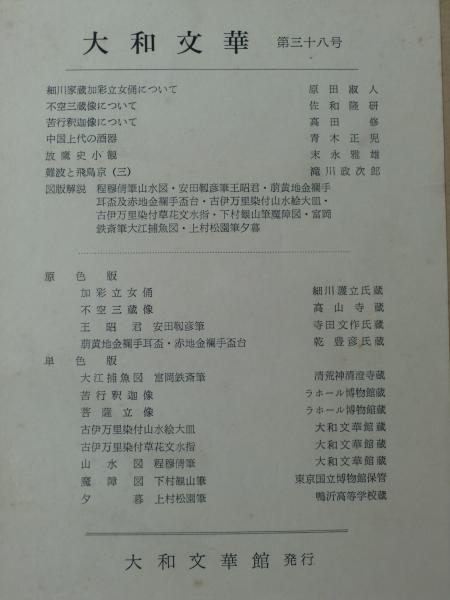 大和文華 第三十八号
細川家蔵加彩立女俑について 原田淑人
不空三蔵像について 佐和隆研
苦行釈迦像について 高田修
中国上代の酒器 青木正児
放鷹史小観 末永雅雄
難波と飛鳥京(三) 滝川政次郎
図版解説 程穆倩筆山水図・安田靫彦筆王昭君・萌黄地金襴手
耳盃及赤地金襴手盃台・古伊万里染付山水絵大皿・
古伊万里染付草花文水指・下村観山筆魔障図・富岡
鉄斎筆大江捕魚図・上村松園筆夕暮
原色版
加彩立女俑 細川護立氏蔵
不空三蔵像 高山寺蔵
王昭君 安田靫彦筆 寺田文作氏蔵
萌黄地金襴手耳盃・赤地金襴手盃台 乾豊彦氏蔵
単色版
大江捕魚図 富岡鉄斎筆 清荒神清澄寺蔵
苦行釈迦像 ラホール博物館蔵
菩薩立像 ラホール博物館蔵
古伊万里染付山水絵大皿 大和文華館蔵
古伊万里染付草花文水指 大和文華館蔵
山水図 程穆倩筆 大和文華館蔵
魔障図 下村観山筆 東京国立博物館保管
夕暮 上村松園筆 鴨沂高等学校蔵
大和文華館 発行